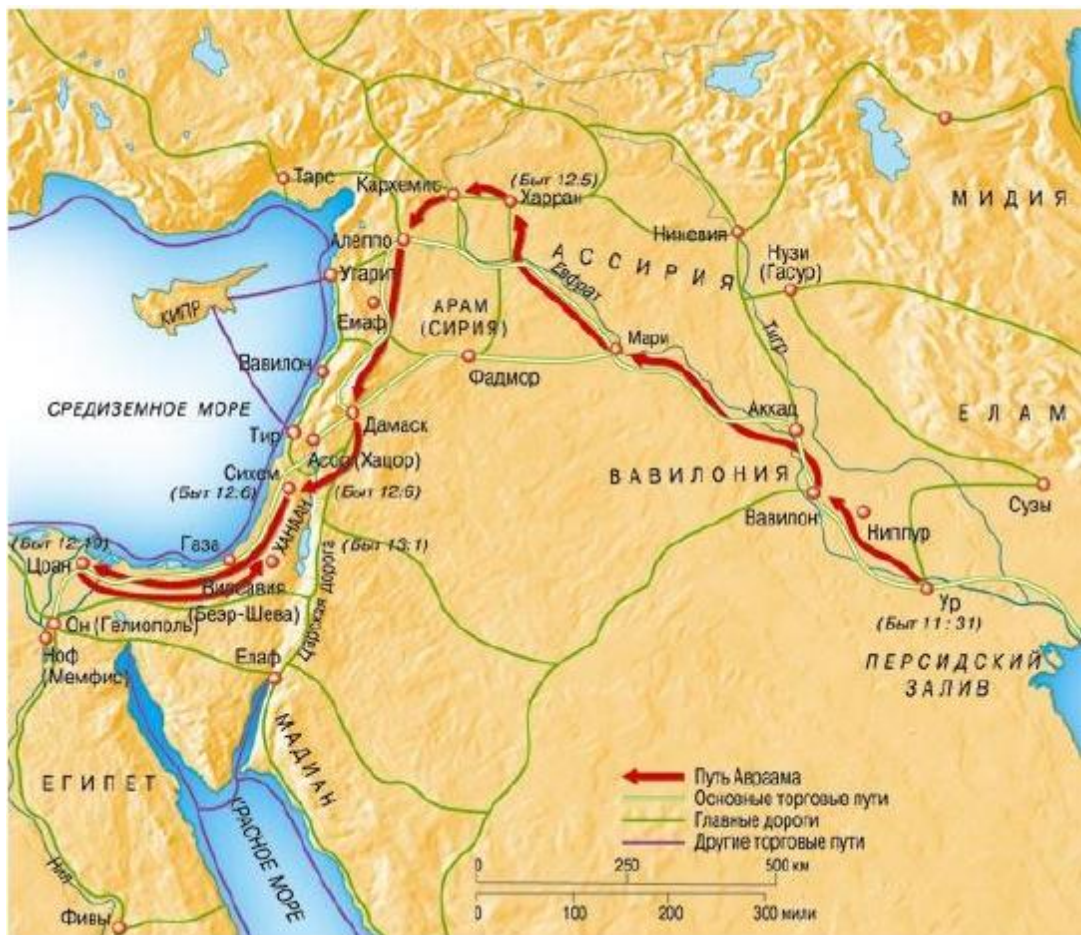 Тарс
Кархемис
(Быт 12:5)
Харран
МИДИЯ
Алеппо
Ниневия
АССИРИЯ
Нузи
(Гасур)
Угарит
Евфрат
КИПР
Емаф
АРАМ
(СИРИЯ)
Мари
Тигр
Вавилон
Фадмор
СРЕДИЗЕМНОЕ МОРЕ
Дамаск
Аккад
ЕЛАМ
Тир
Асор (Хацор)
Сихем
(Быт 12:6)
(Быт 12:6)
ВАВИЛОНИЯ
Вавилон
Сузы
Ниппур
ХАНААН
Газа
(Быт 13:1)
(Быт 12:10)
Цоан
Вирсавия
(Беэр-Шева)
Царская дорога
Ур
(Быт 11:31)
Он (Гелиополь)
Ноф
(Мемфис)
Елаф
ПЕРСИДСКИЙ
ЗАЛИВ
МАДИАН
ЕГИПЕТ
КРАСНОЕ МОРЕ
Нил
Фивы
Путь Авраама
Основные торговые пути
Главные дороги
Другие торговые пути
0 250 500 км
0 100 200 300 мили